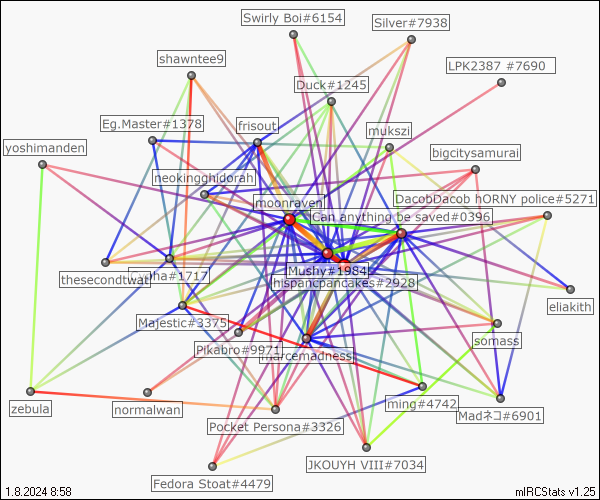 Swirly Boi#6154
Silver#7938
shawntee9
LPK2387 #7690
Duck#1245
Eg.Master#1378
frisout
mukszi
yoshimanden
bigcitysamurai
neokingghidorah
DacobDacob hORNY police#5271
moonraven
Can anything be saved#0396
thesecondtwat
#1717
Mushy#1984
hispancpancakes#2928
eliakith
Majestic#3375
somass
Pikabro#9971
marcemadness
zebula
normalwan
ming#4742
Madネコ#6901
Pocket Persona#3326
JKOUYH VIII#7034
Fedora Stoat#4479
1.8.2024 8:58
mIRCStats v1.25